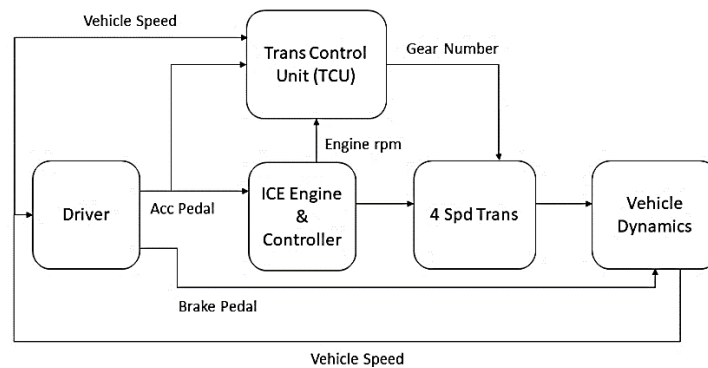 Vehicle Speed
Trans Control
Unit (TCU)
Gear Number
Engine rpm
Driver
Acc Pedal
ICE Engine
&
Controller
4 Spd Trans
Vehicle
Dynamics
Brake Pedal
Vehicle Speed